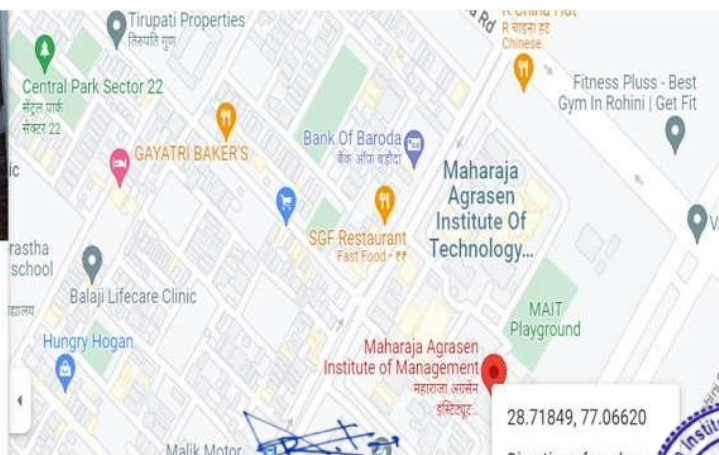 Tirupati Properties
तिरुपति गुण
Rd
R चाइना हट
Chinese
Central Park Sector 22
सेंट्रल पार्क
सेक्टर 22
Fitness Pluss - Best
Gym In Rohini | Get Fit
GAYATRI BAKER'S
Bank Of Baroda
बैंक ऑफ़ बड़ौदा
Maharaja
Agrasen
Institute Of
Technology...
ic
SGF Restaurant
Fast Food • ₹₹
rastha
school
Balaji Lifecare Clinic
MAIT
Playground
Hungry Hogan
Maharaja Agrasen
Institute of Management
महाराजा अग्रसेन
इंस्टिट्यूट...
28.71849, 77.06620
Malik Motor